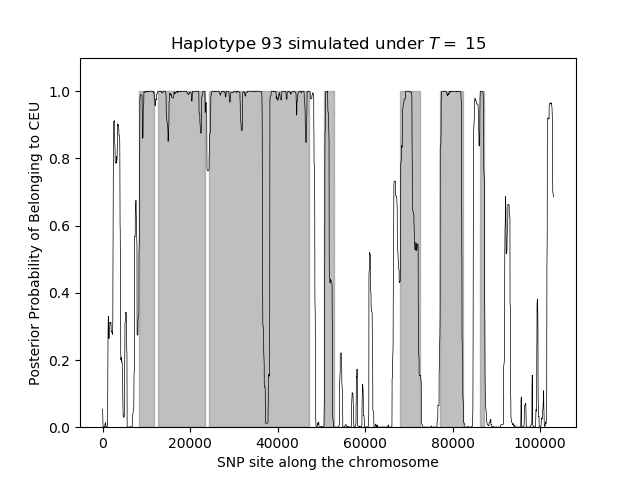 Haplotype 93 simulated under T = 15
Posterior Probability of Belonging to CEU
1.0
0.8
0.6
0.4
0.2
0.0
0 20000 40000 60000 80000 100000
SNP site along the chromosome